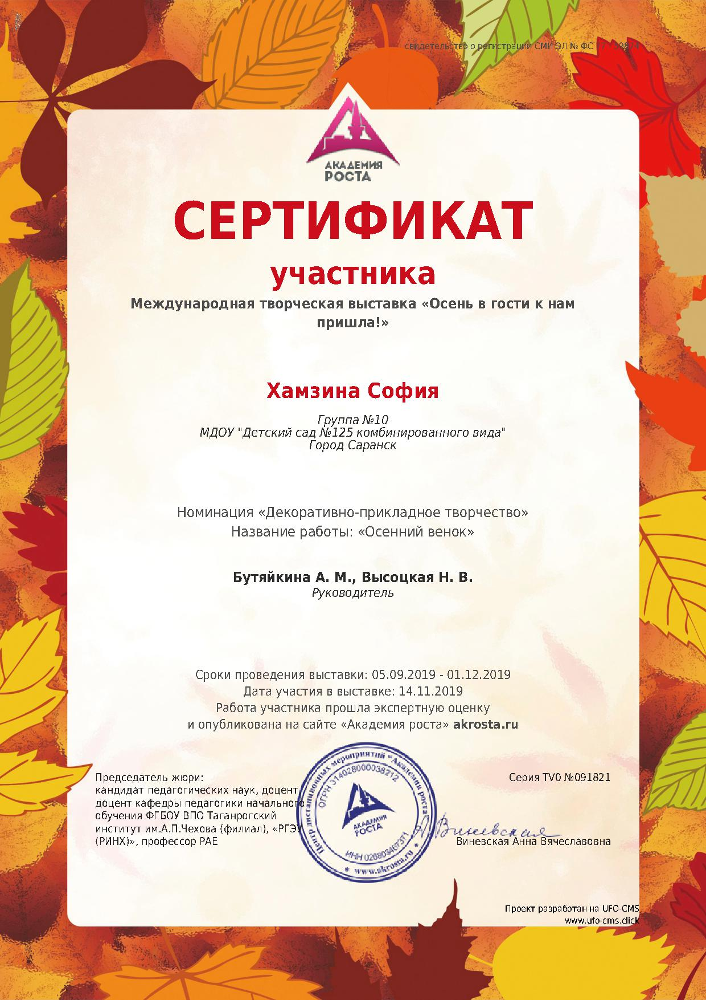 свидетельство о регистрации СМИ ЭЛ № ФС 77 - 59674
АКАДЕМИЯ
РОСТА
СЕРТИФИКАТ
участника
Международная творческая выставка «Осень в гости к нам
пришла!»
Хамзина София
Группа №10
МДОУ "Детский сад №125 комбинированного вида"
Город Саранск
Номинация «Декоративно-прикладное творчество»
Название работы: «Осенний венок»
Бутяйкина А. М., Высоцкая Н. В.
Руководитель
Сроки проведения выставки: 05.09.2019 - 01.12.2019
Дата участия в выставке: 14.11.2019
Работа участника прошла экспертную оценку
и опубликована на сайте «Академия роста» akrosta.ru
Председатель жюри:
кандидат педагогических наук, доцент,
доцент кафедры педагогики начального
обучения ФГБОУ ВПО Таганрогский
институт им.А.П.Чехова (филиал), «РГЭУ
(РИНХ)», профессор РАЕ
Центр дистанционных мероприятий "Академия роста"
ОГРН 314028000038212
АКАДЕМИЯ
РОСТА
ИНН 026803467371
www.akrosta.ru
Серия TV0 №091821
Виневская
Виневская Анна Вячеславовна
Проект разработан на UFO-CMS
www.ufo-cms.click